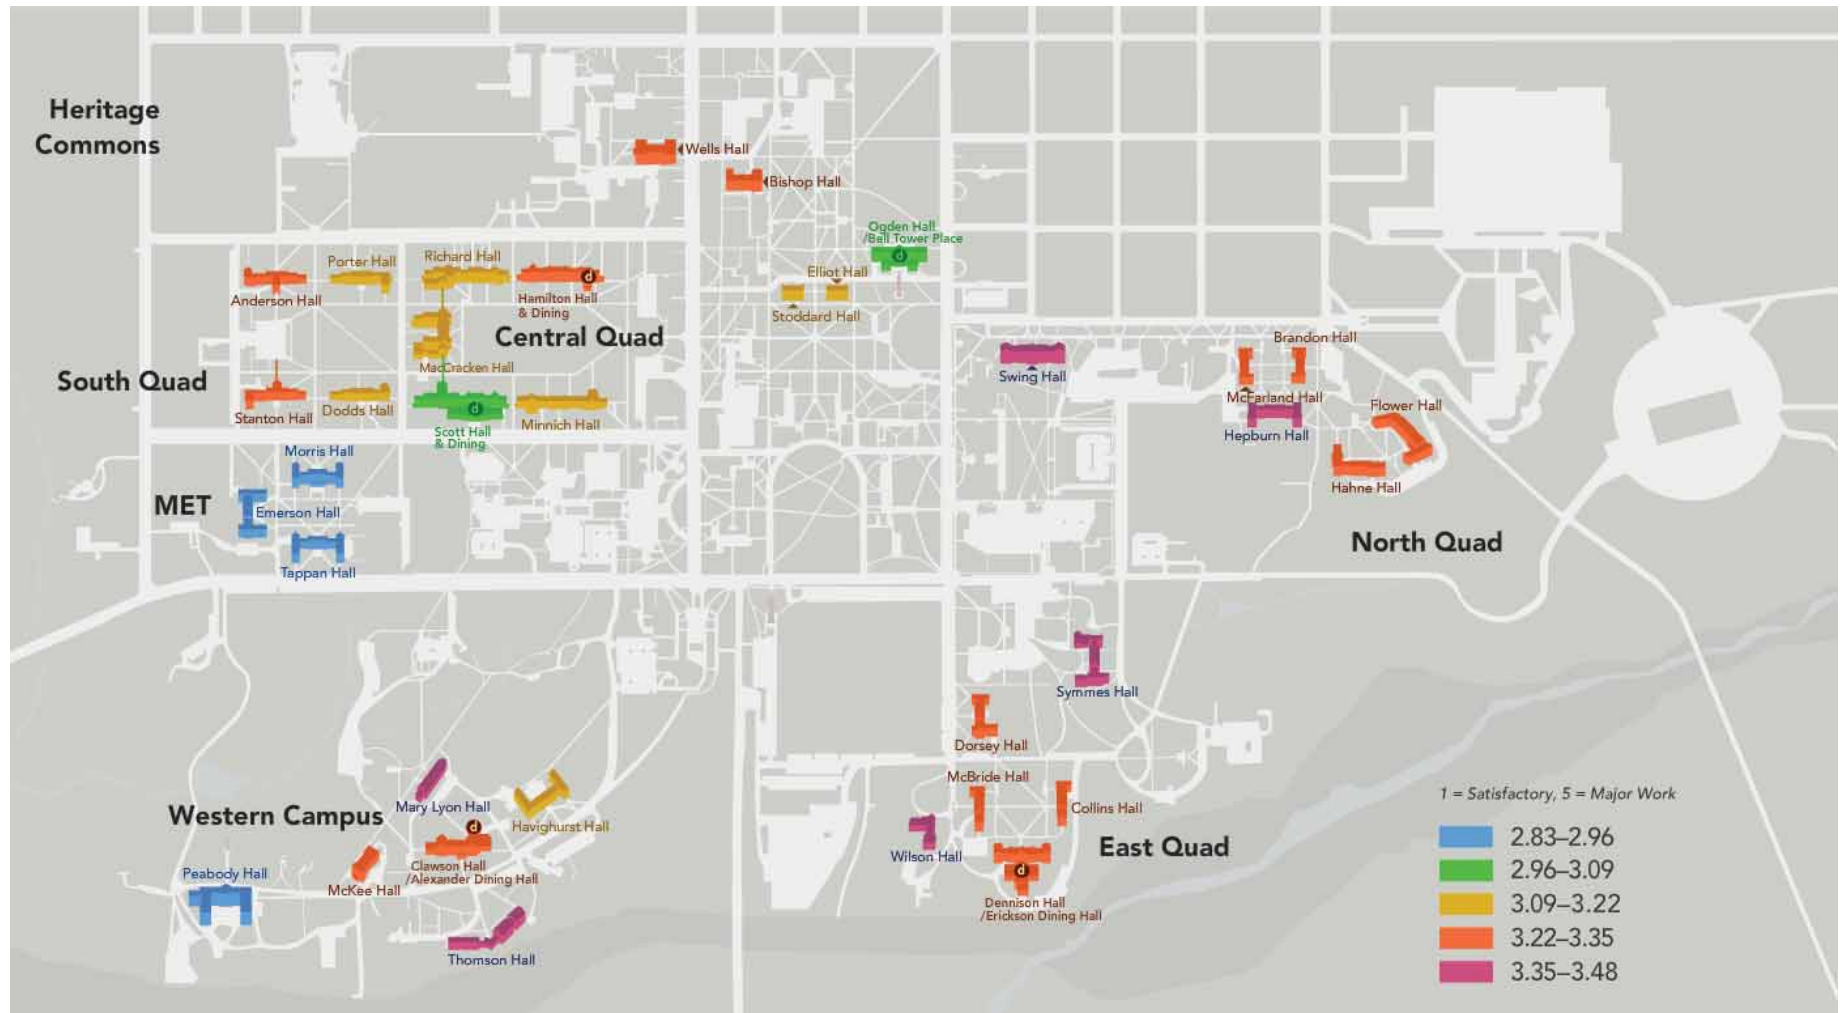 Heritage
Commons
Wells Hall
Bishop Hall
Ogden Hall
/Bell Tower Place
d
Porter Hall
Richard Hall
d
Anderson Hall
Hamilton Hall
& Dining
Elliot Hall
Stoddard Hall
Central Quad
South Quad
MacCracken Hall
Stanton Hall
Dodds Hall
d
Scott Hall
& Dining
Minnich Hall
Swing Hall
Brandon Hall
McFarland Hall
Hepburn Hall
Flower Hall
Hahne Hall
North Quad
MET
Morris Hall
Emerson Hall
Tappan Hall
Symmes Hall
Dorsey Hall
McBride Hall
Collins Hall
Wilson Hall
East Quad
d
Dennison Hall
/Erickson Dining Hall
Western Campus
Mary Lyon Hall
Havighurst Hall
d
Clawson Hall
/Alexander Dining Hall
McKee Hall
Peabody Hall
Thomson Hall
1 = Satisfactory, 5 = Major Work
2.83–2.96
2.96–3.09
3.09–3.22
3.22–3.35
3.35–3.48